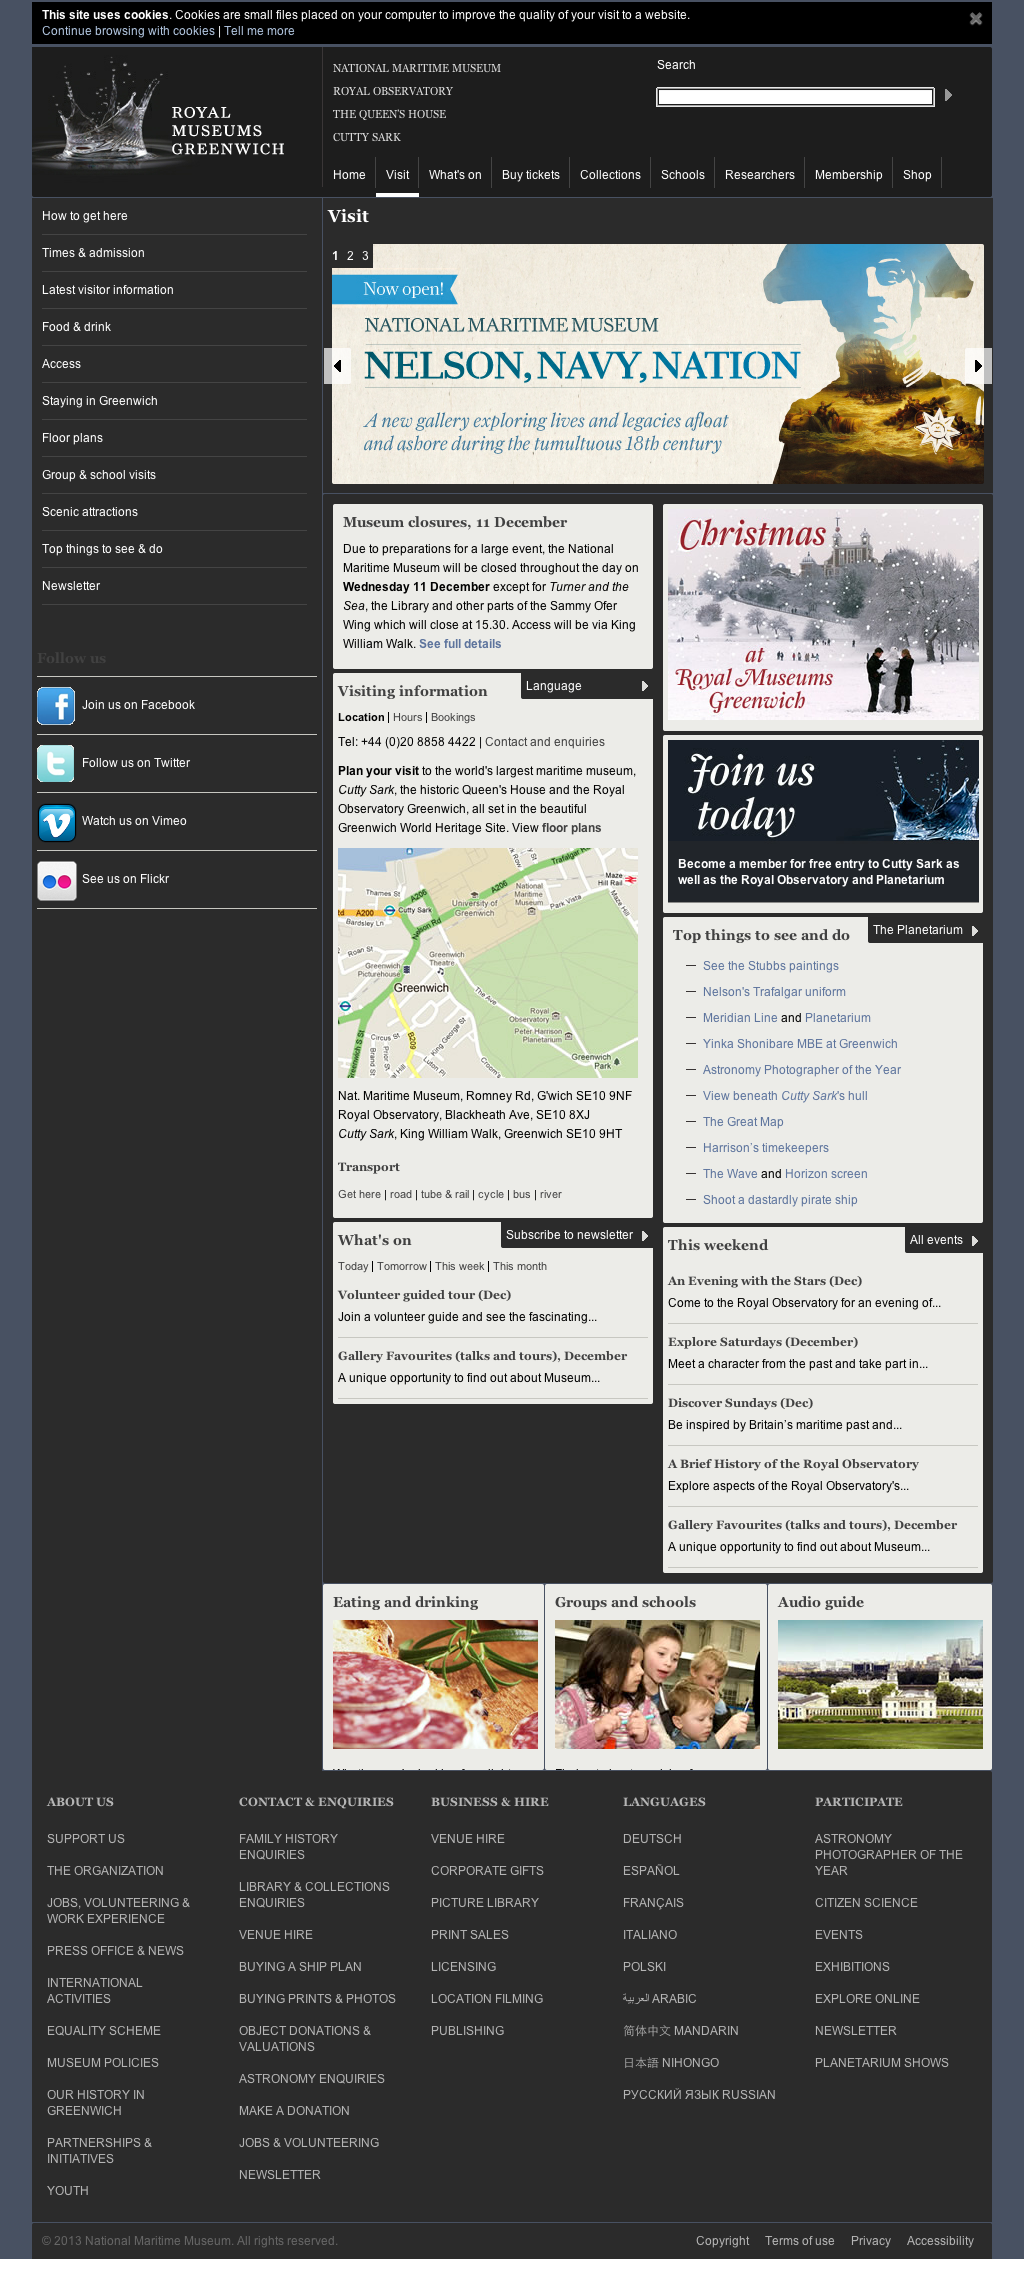 This site uses cookies. Cookies are small files placed on your computer to improve the quality of your visit to a website.
Continue browsing with cookies | Tell me more
ROYAL
MUSEUMS
GREENWICH
NATIONAL MARITIME MUSEUM
ROYAL OBSERVATORY
THE QUEEN'S HOUSE
CUTTY SARK
Search
Home Visit What's on Buy tickets Collections Schools Researchers Membership Shop
How to get here
Times & admission
Latest visitor information
Food & drink
Access
Staying in Greenwich
Floor plans
Group & school visits
Scenic attractions
Top things to see & do
Newsletter
Follow us
Join us on Facebook
Follow us on Twitter
Watch us on Vimeo
See us on Flickr
Visit
1 2 3
Now open!
NATIONAL MARITIME MUSEUM
NELSON, NAVY, NATION
A new gallery exploring lives and legacies afloat
and ashore during the tumultuous 18th century
Museum closures, 11 December
Due to preparations for a large event, the National
Maritime Museum will be closed throughout the day on
Wednesday 11 December except for Turner and the
Sea, the Library and other parts of the Sammy Ofer
Wing which will close at 15.30. Access will be via King
William Walk. See full details
Visiting information
Language
Location | Hours | Bookings
Tel: +44 (0)20 8858 4422 | Contact and enquiries
Plan your visit to the world's largest maritime museum,
Cutty Sark, the historic Queen's House and the Royal
Observatory Greenwich, all set in the beautiful
Greenwich World Heritage Site. View floor plans
Thames St
A206
Trafalgar Rd
Maze Hill Rail
Park Vista
Maze Hill
National Maritime Museum
University of Greenwich
A200
Cutty Sark
Bardsley Ln
Nelson Rd
Roan St
Greenwich Picturehouse
Greenwich Theatre
Greenwich
The Ave
Royal Observatory
Peter Harrison Planetarium
Greenwich Park
Circus St
Brand St
Prior St
B209
King George St
Luton Pl
Greenwich S St
Nat. Maritime Museum, Romney Rd, G'wich SE10 9NF
Royal Observatory, Blackheath Ave, SE10 8XJ
Cutty Sark, King William Walk, Greenwich SE10 9HT
Transport
Get here | road | tube & rail | cycle | bus | river
What's on
Subscribe to newsletter
Today | Tomorrow | This week | This month
Volunteer guided tour (Dec)
Join a volunteer guide and see the fascinating...
Gallery Favourites (talks and tours), December
A unique opportunity to find out about Museum...
Christmas
at
Royal Museums
Greenwich
Join us
today
Become a member for free entry to Cutty Sark as
well as the Royal Observatory and Planetarium
Top things to see and do
The Planetarium
— See the Stubbs paintings
— Nelson's Trafalgar uniform
— Meridian Line and Planetarium
— Yinka Shonibare MBE at Greenwich
— Astronomy Photographer of the Year
— View beneath Cutty Sark's hull
— The Great Map
— Harrison's timekeepers
— The Wave and Horizon screen
— Shoot a dastardly pirate ship
This weekend
All events
An Evening with the Stars (Dec)
Come to the Royal Observatory for an evening of...
Explore Saturdays (December)
Meet a character from the past and take part in...
Discover Sundays (Dec)
Be inspired by Britain's maritime past and...
A Brief History of the Royal Observatory
Explore aspects of the Royal Observatory's...
Gallery Favourites (talks and tours), December
A unique opportunity to find out about Museum...
Eating and drinking
Groups and schools
Audio guide
ABOUT US
SUPPORT US
THE ORGANIZATION
JOBS, VOLUNTEERING &
WORK EXPERIENCE
PRESS OFFICE & NEWS
INTERNATIONAL
ACTIVITIES
EQUALITY SCHEME
MUSEUM POLICIES
OUR HISTORY IN
GREENWICH
PARTNERSHIPS &
INITIATIVES
YOUTH
CONTACT & ENQUIRIES
FAMILY HISTORY
ENQUIRIES
LIBRARY & COLLECTIONS
ENQUIRIES
VENUE HIRE
BUYING A SHIP PLAN
BUYING PRINTS & PHOTOS
OBJECT DONATIONS &
VALUATIONS
ASTRONOMY ENQUIRIES
MAKE A DONATION
JOBS & VOLUNTEERING
NEWSLETTER
BUSINESS & HIRE
VENUE HIRE
CORPORATE GIFTS
PICTURE LIBRARY
PRINT SALES
LICENSING
LOCATION FILMING
PUBLISHING
LANGUAGES
DEUTSCH
ESPAÑOL
FRANÇAIS
ITALIANO
POLSKI
العربية ARABIC
简体中文 MANDARIN
日本語 NIHONGO
РУССКИЙ ЯЗЫК RUSSIAN
PARTICIPATE
ASTRONOMY
PHOTOGRAPHER OF THE
YEAR
CITIZEN SCIENCE
EVENTS
EXHIBITIONS
EXPLORE ONLINE
NEWSLETTER
PLANETARIUM SHOWS
© 2013 National Maritime Museum. All rights reserved.
Copyright Terms of use Privacy Accessibility